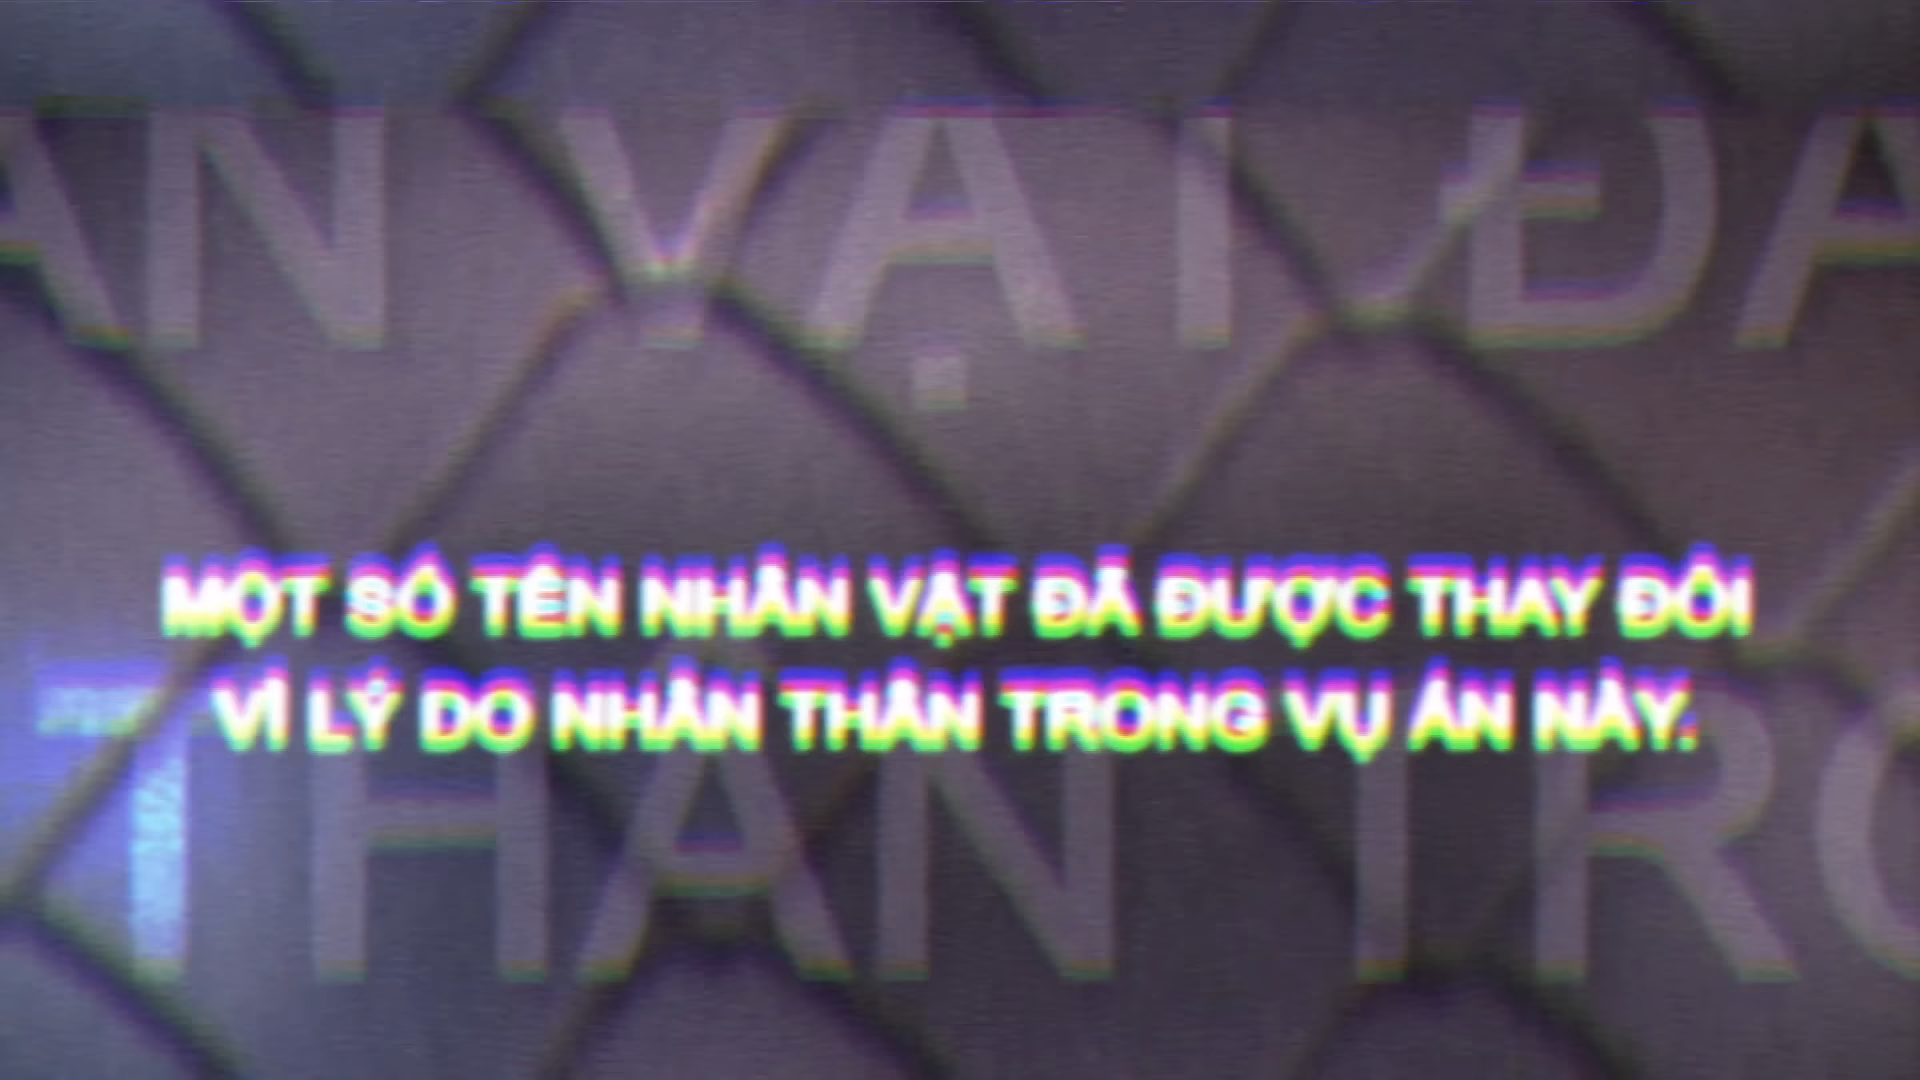 MỘT SỐ TÊN NHÂN VẬT ĐÃ ĐƯỢC THAY ĐỔI
VÌ LÝ DO NHÂN THÂN TRONG VỤ ÁN NÀY.